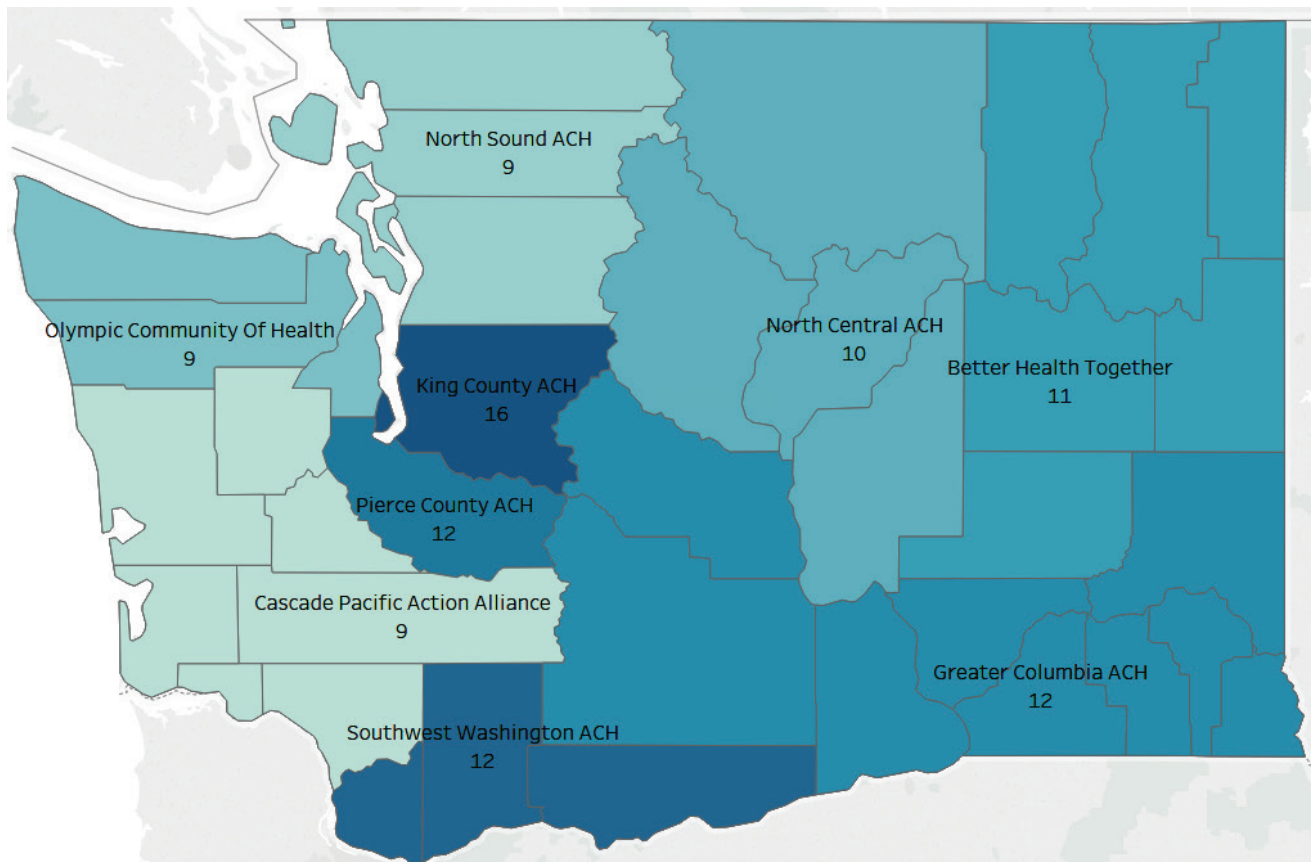 North Sound ACH
9
Olympic Community Of Health
9
North Central ACH
10
King County ACH
16
Better Health Together
11
Pierce County ACH
12
Cascade Pacific Action Alliance
9
Greater Columbia ACH
12
Southwest Washington ACH
12